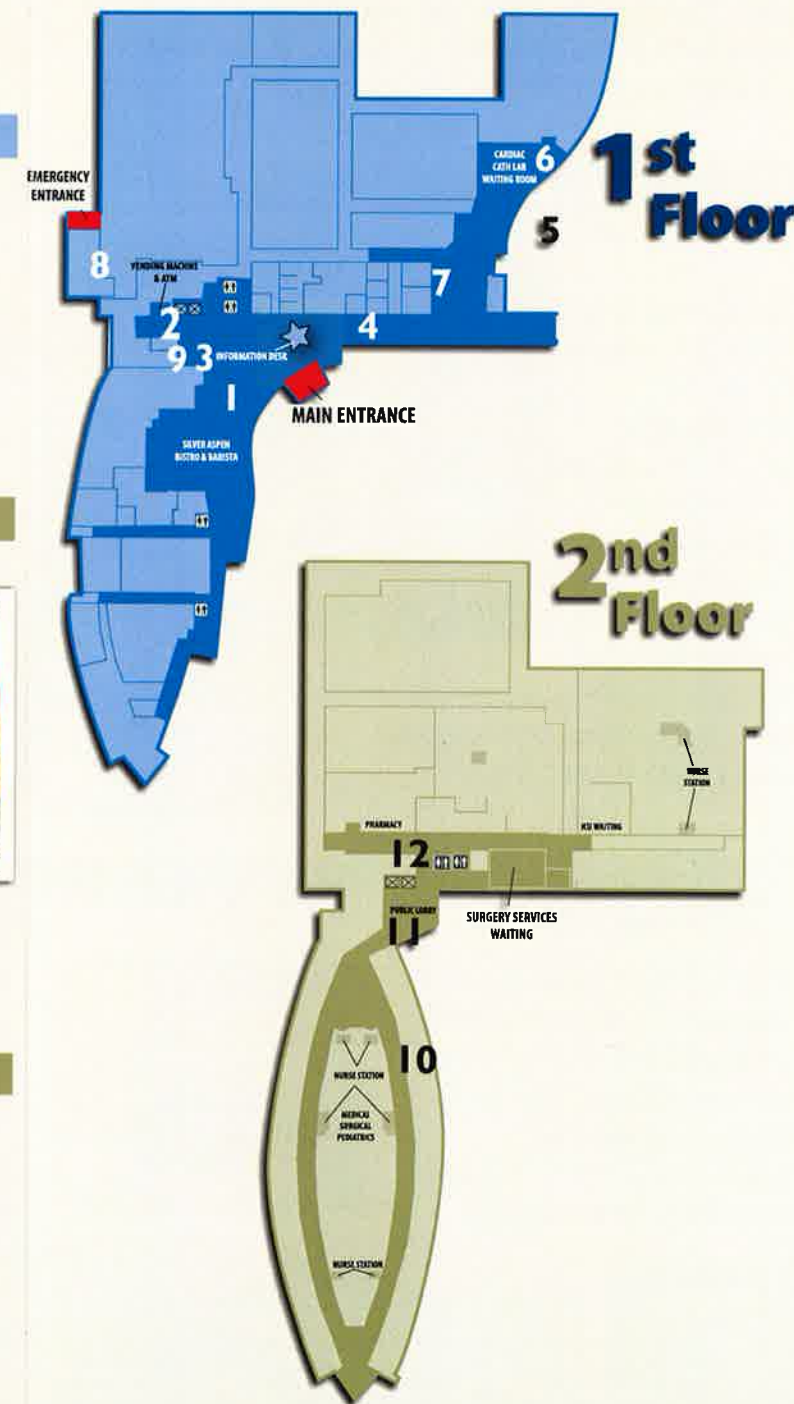 1st
Floor
EMERGENCY
ENTRANCE
CARDIAC
CATH LAB
WAITING ROOM
6
5
8
VENDING MACHINE
& ATM
7
2
4
9
3
INFORMATION DESK
1
MAIN ENTRANCE
SILVER ASPEN
BISTRO & BARISTA
2nd
Floor
NURSE
STATION
PHARMACY
WAITING
12
PUBLIC LOBBY
11
SURGERY SERVICES
WAITING
10
NURSE STATION
MEDICAL
SURGICAL
PEDIATRICS
NURSE STATION